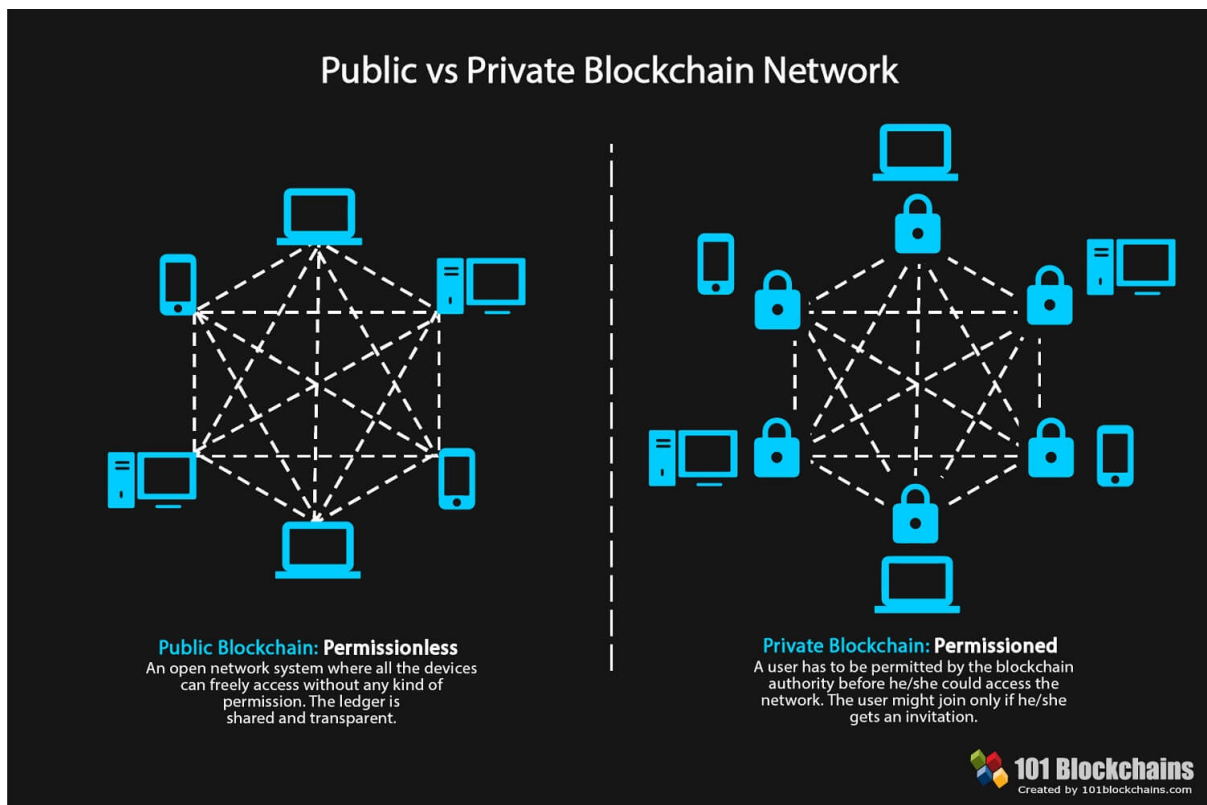 Public vs Private Blockchain Network
Public Blockchain: Permissionless
An open network system where all the devices
can freely access without any kind of
permission. The ledger is
shared and transparent.
Private Blockchain: Permissioned
A user has to be permitted by the blockchain
authority before he/she could access the
network. The user might join only if he/she
gets an invitation.
101 Blockchains
Created by 101blockchains.com